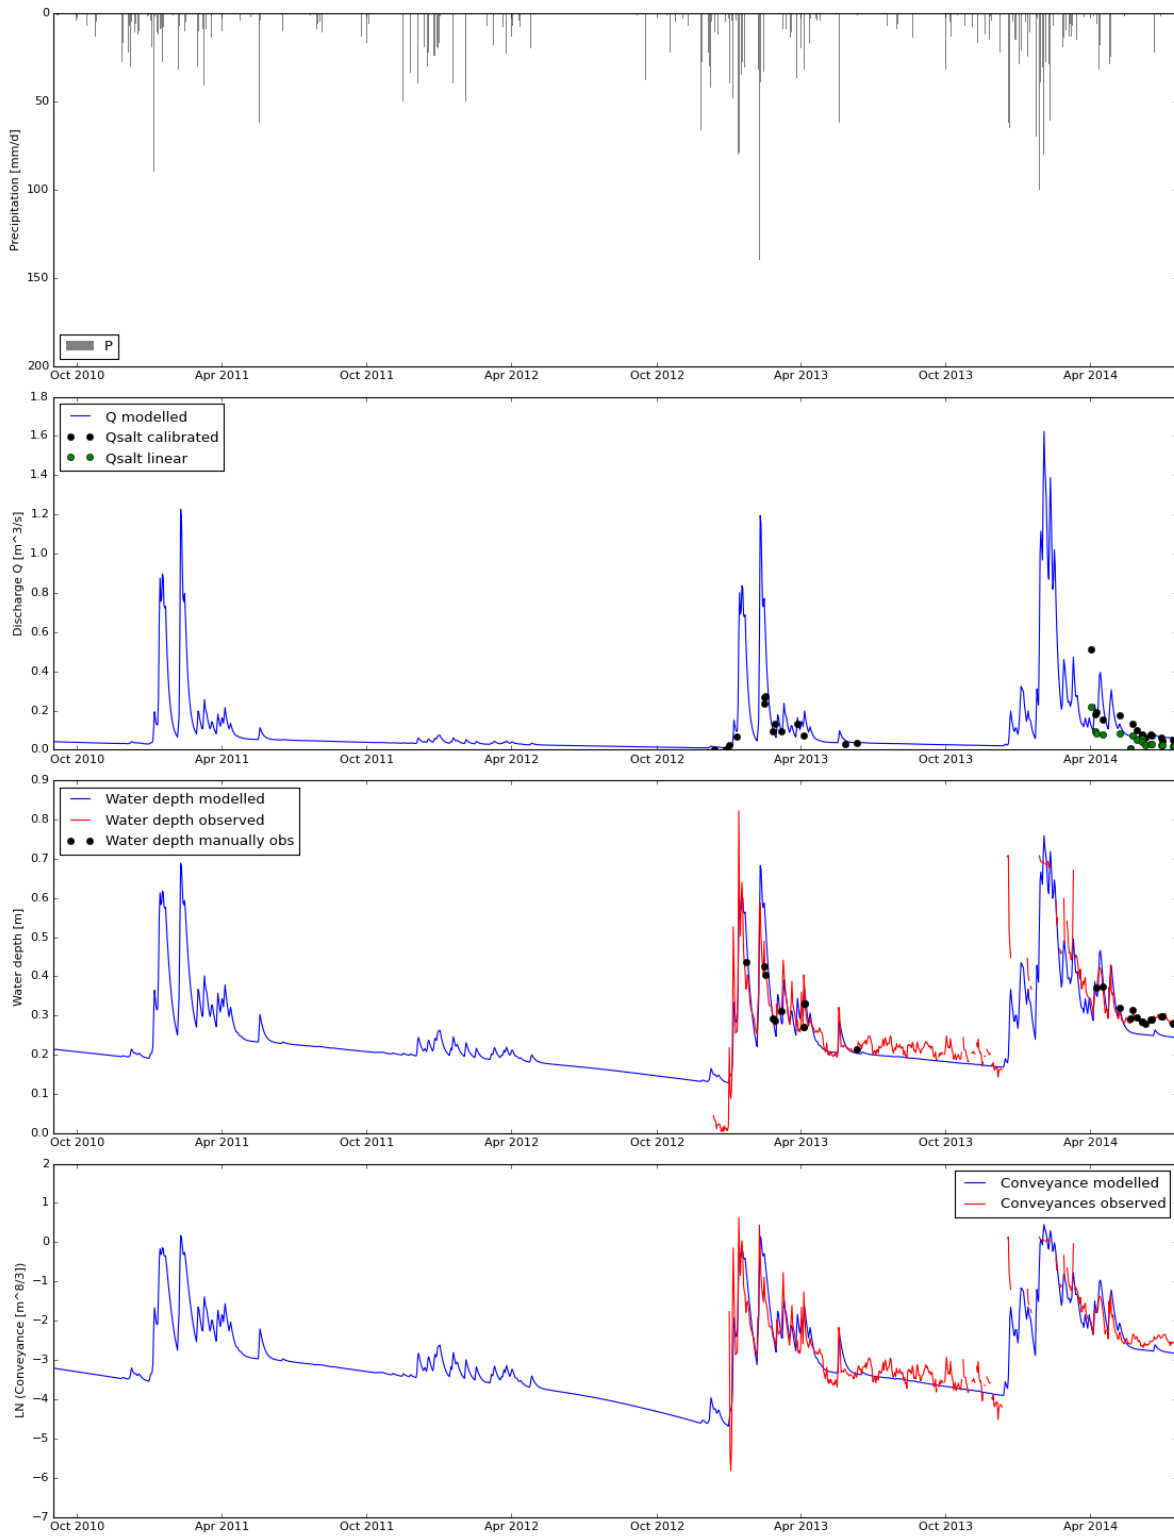 0
50
100
150
200
Precipitation [mm/d]
P
Oct 2010 Apr 2011 Oct 2011 Apr 2012 Oct 2012 Apr 2013 Oct 2013 Apr 2014
1.8
1.6
1.4
1.2
1.0
0.8
0.6
0.4
0.2
0.0
Discharge Q [m^3/s]
Q modelled
Qsalt calibrated
Qsalt linear
Oct 2010 Apr 2011 Oct 2011 Apr 2012 Oct 2012 Apr 2013 Oct 2013 Apr 2014
0.9
0.8
0.7
0.6
0.5
0.4
0.3
0.2
0.1
0.0
Water depth [m]
Water depth modelled
Water depth observed
Water depth manually obs
Oct 2010 Apr 2011 Oct 2011 Apr 2012 Oct 2012 Apr 2013 Oct 2013 Apr 2014
2
1
0
−1
−2
−3
−4
−5
−6
−7
LN (Conveyance [m^8/3])
Conveyance modelled
Conveyances observed
Oct 2010 Apr 2011 Oct 2011 Apr 2012 Oct 2012 Apr 2013 Oct 2013 Apr 2014